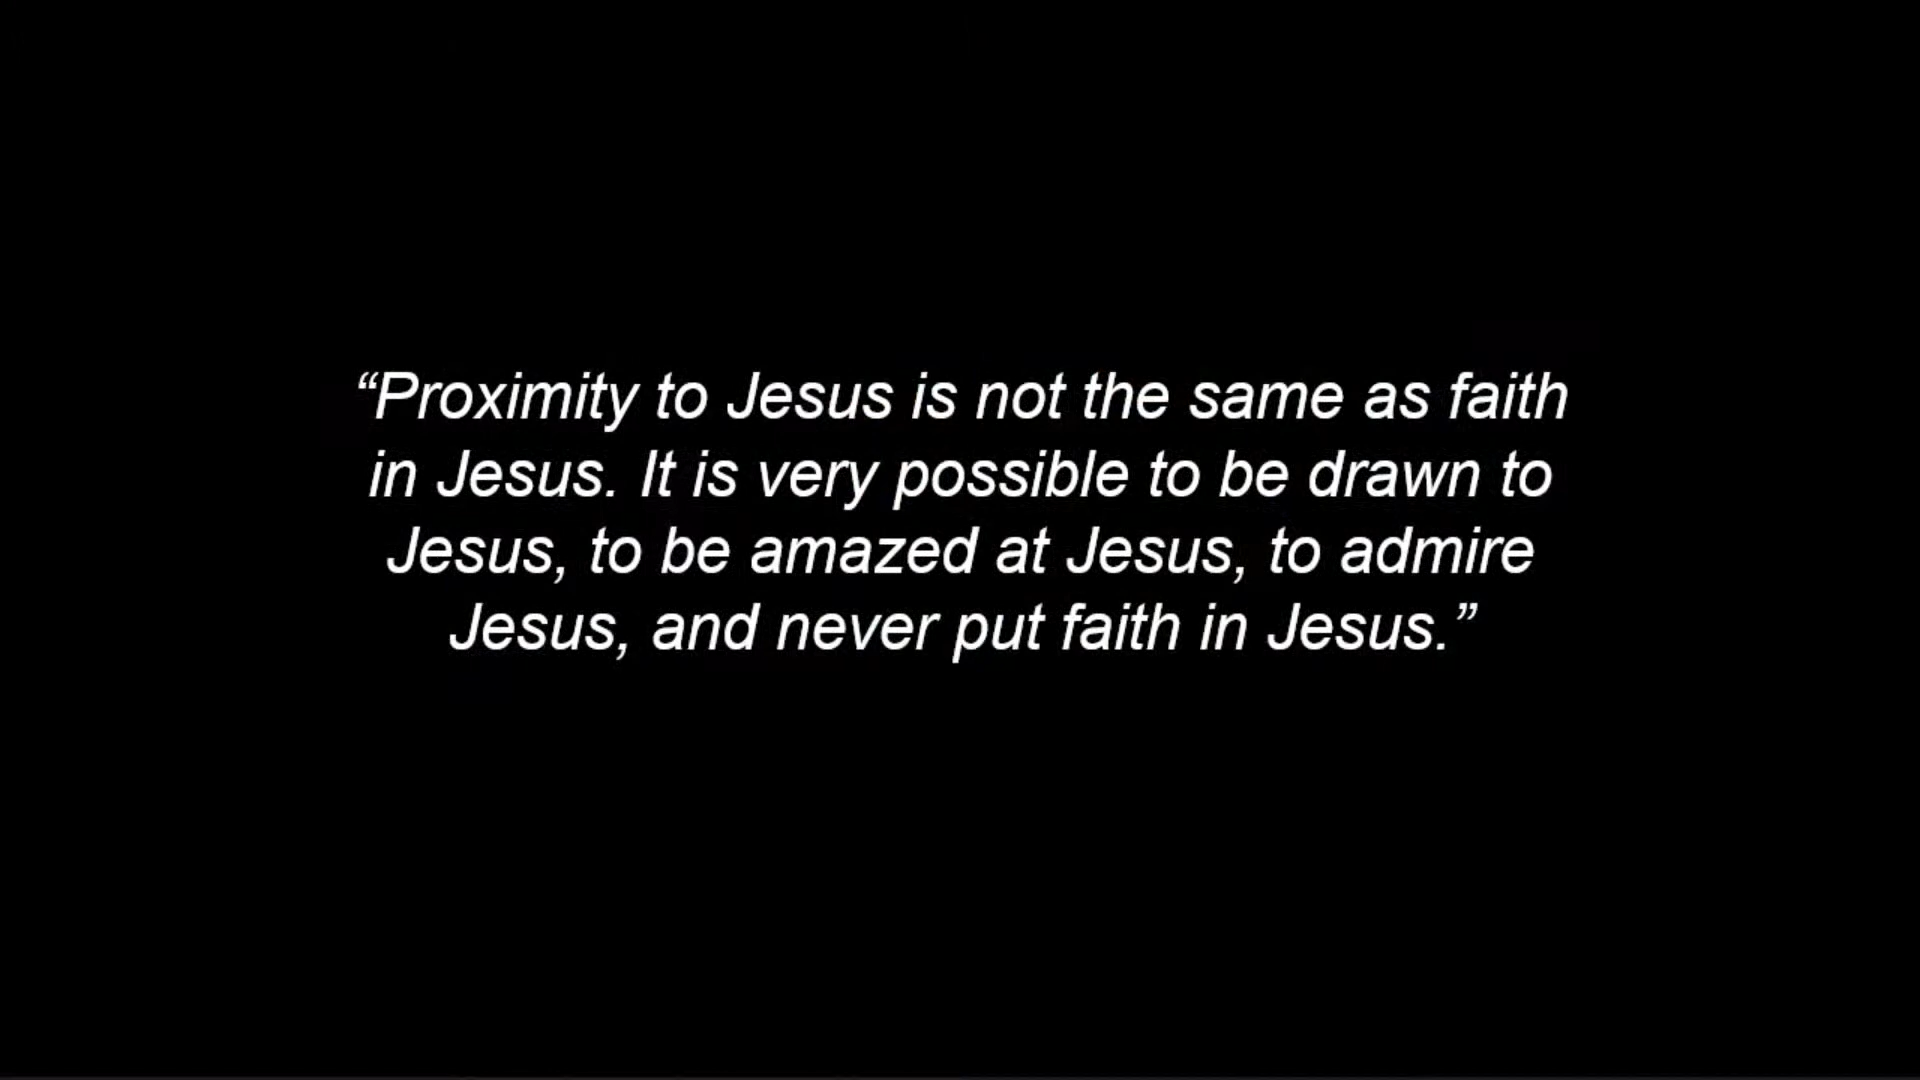 “Proximity to Jesus is not the same as faith
in Jesus. It is very possible to be drawn to
Jesus, to be amazed at Jesus, to admire
Jesus, and never put faith in Jesus.”